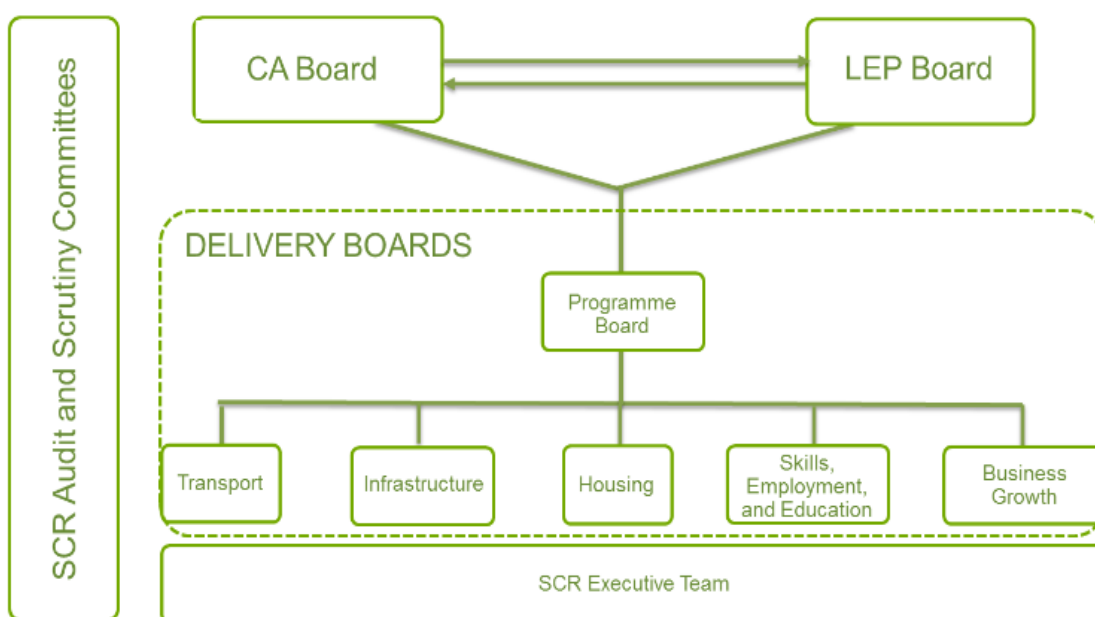 SCR Audit and Scrutiny Committees
CA Board
LEP Board
DELIVERY BOARDS
Programme
Board
Transport
Infrastructure
Housing
Skills,
Employment,
and Education
Business
Growth
SCR Executive Team